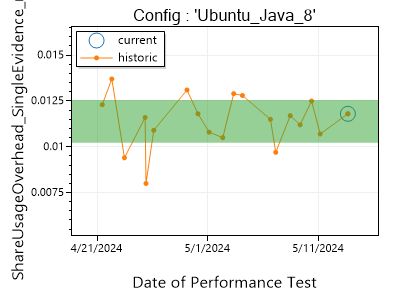 Config : 'Ubuntu_Java_8'
ShareUsageOverhead_SingleEvidence_
current
historic
0.015
0.0125
0.01
0.0075
4/21/2024
5/1/2024
5/11/2024
Date of Performance Test